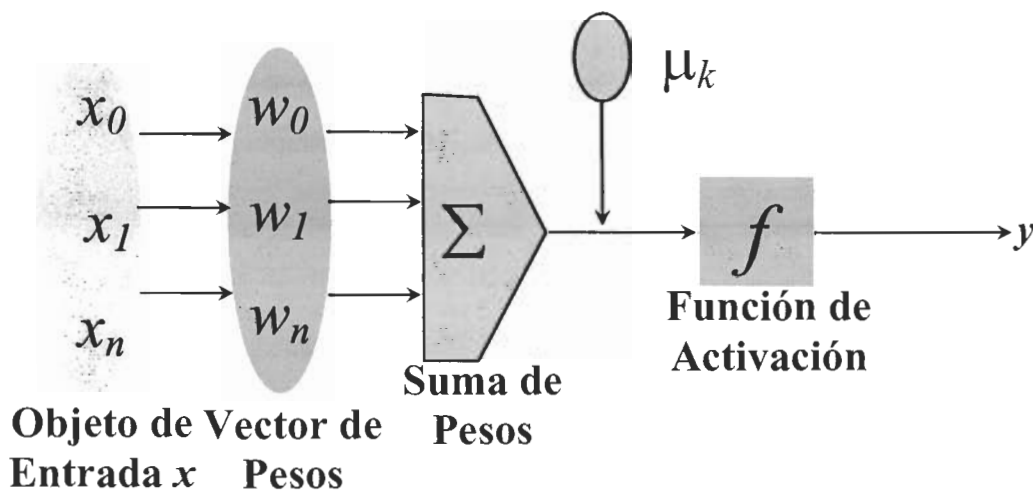 x0
w0
μk
x1
w1
Σ
f
y
xn
wn
Función de
Activación
Suma de
Pesos
Objeto de
Entrada x
Vector de
Pesos